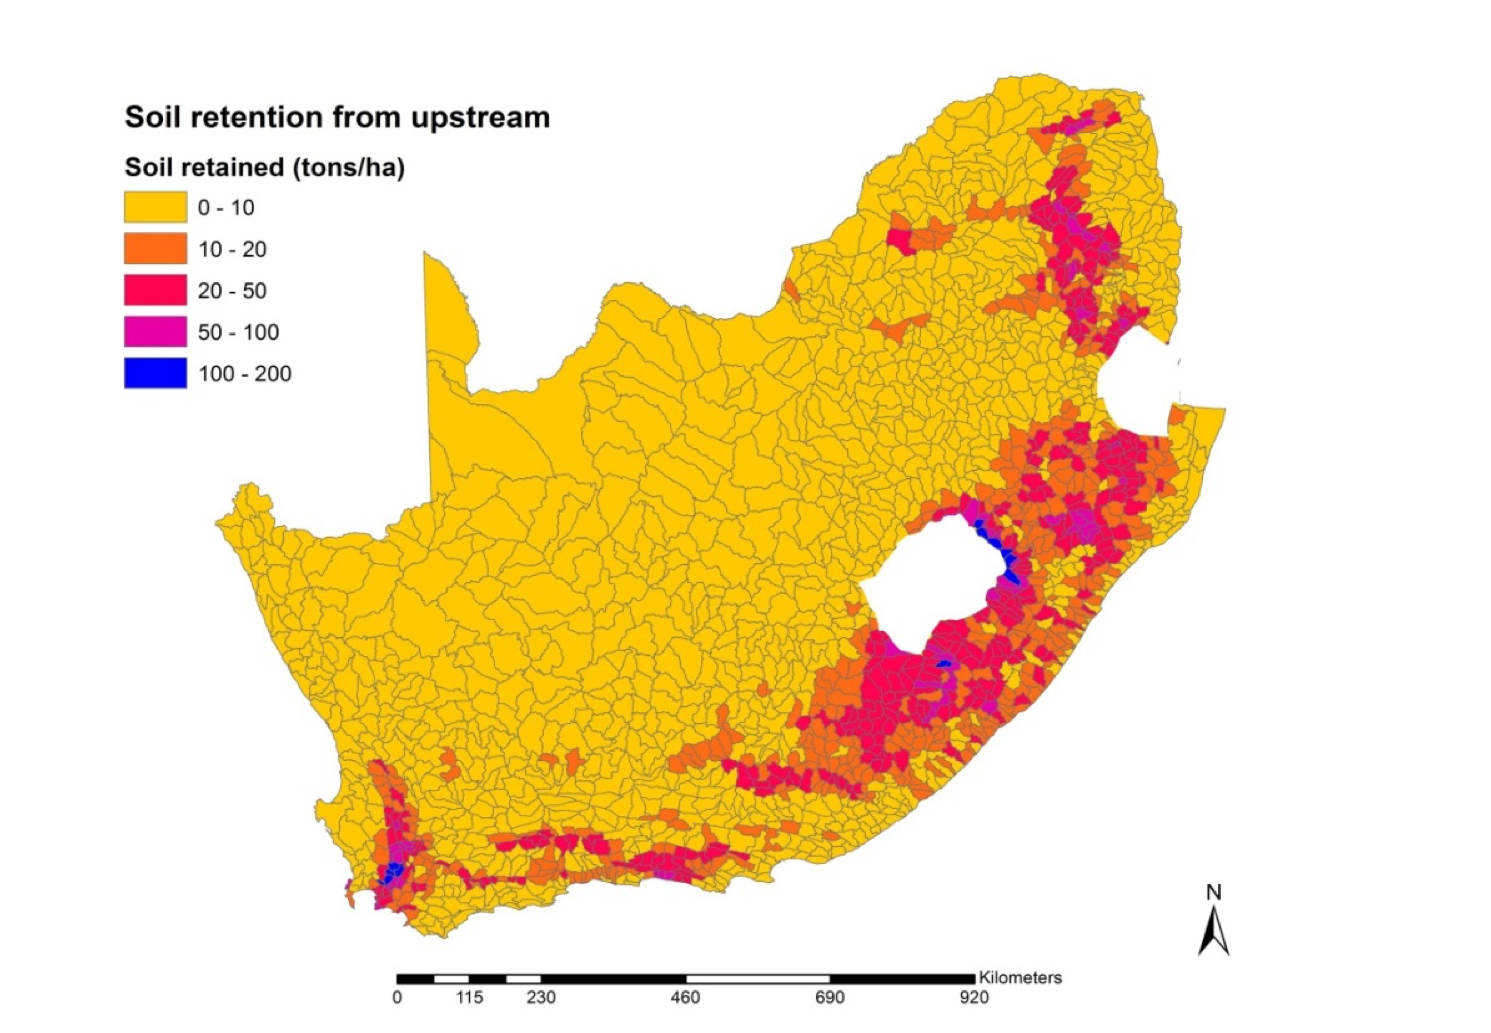 Soil retention from upstream
Soil retained (tons/ha)
0 - 10
10 - 20
20 - 50
50 - 100
100 - 200
N
Kilometers
0 115 230 460 690 920